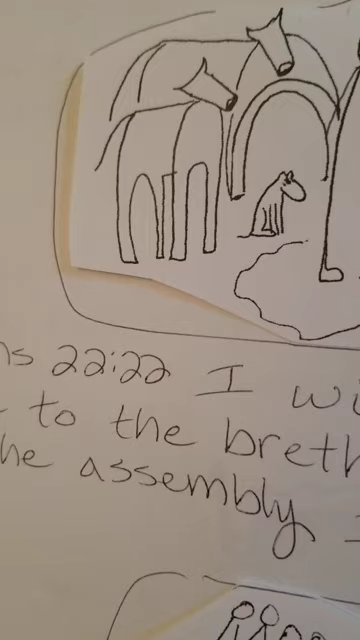 ns 22:22 I wi
to the breth
he assembly I